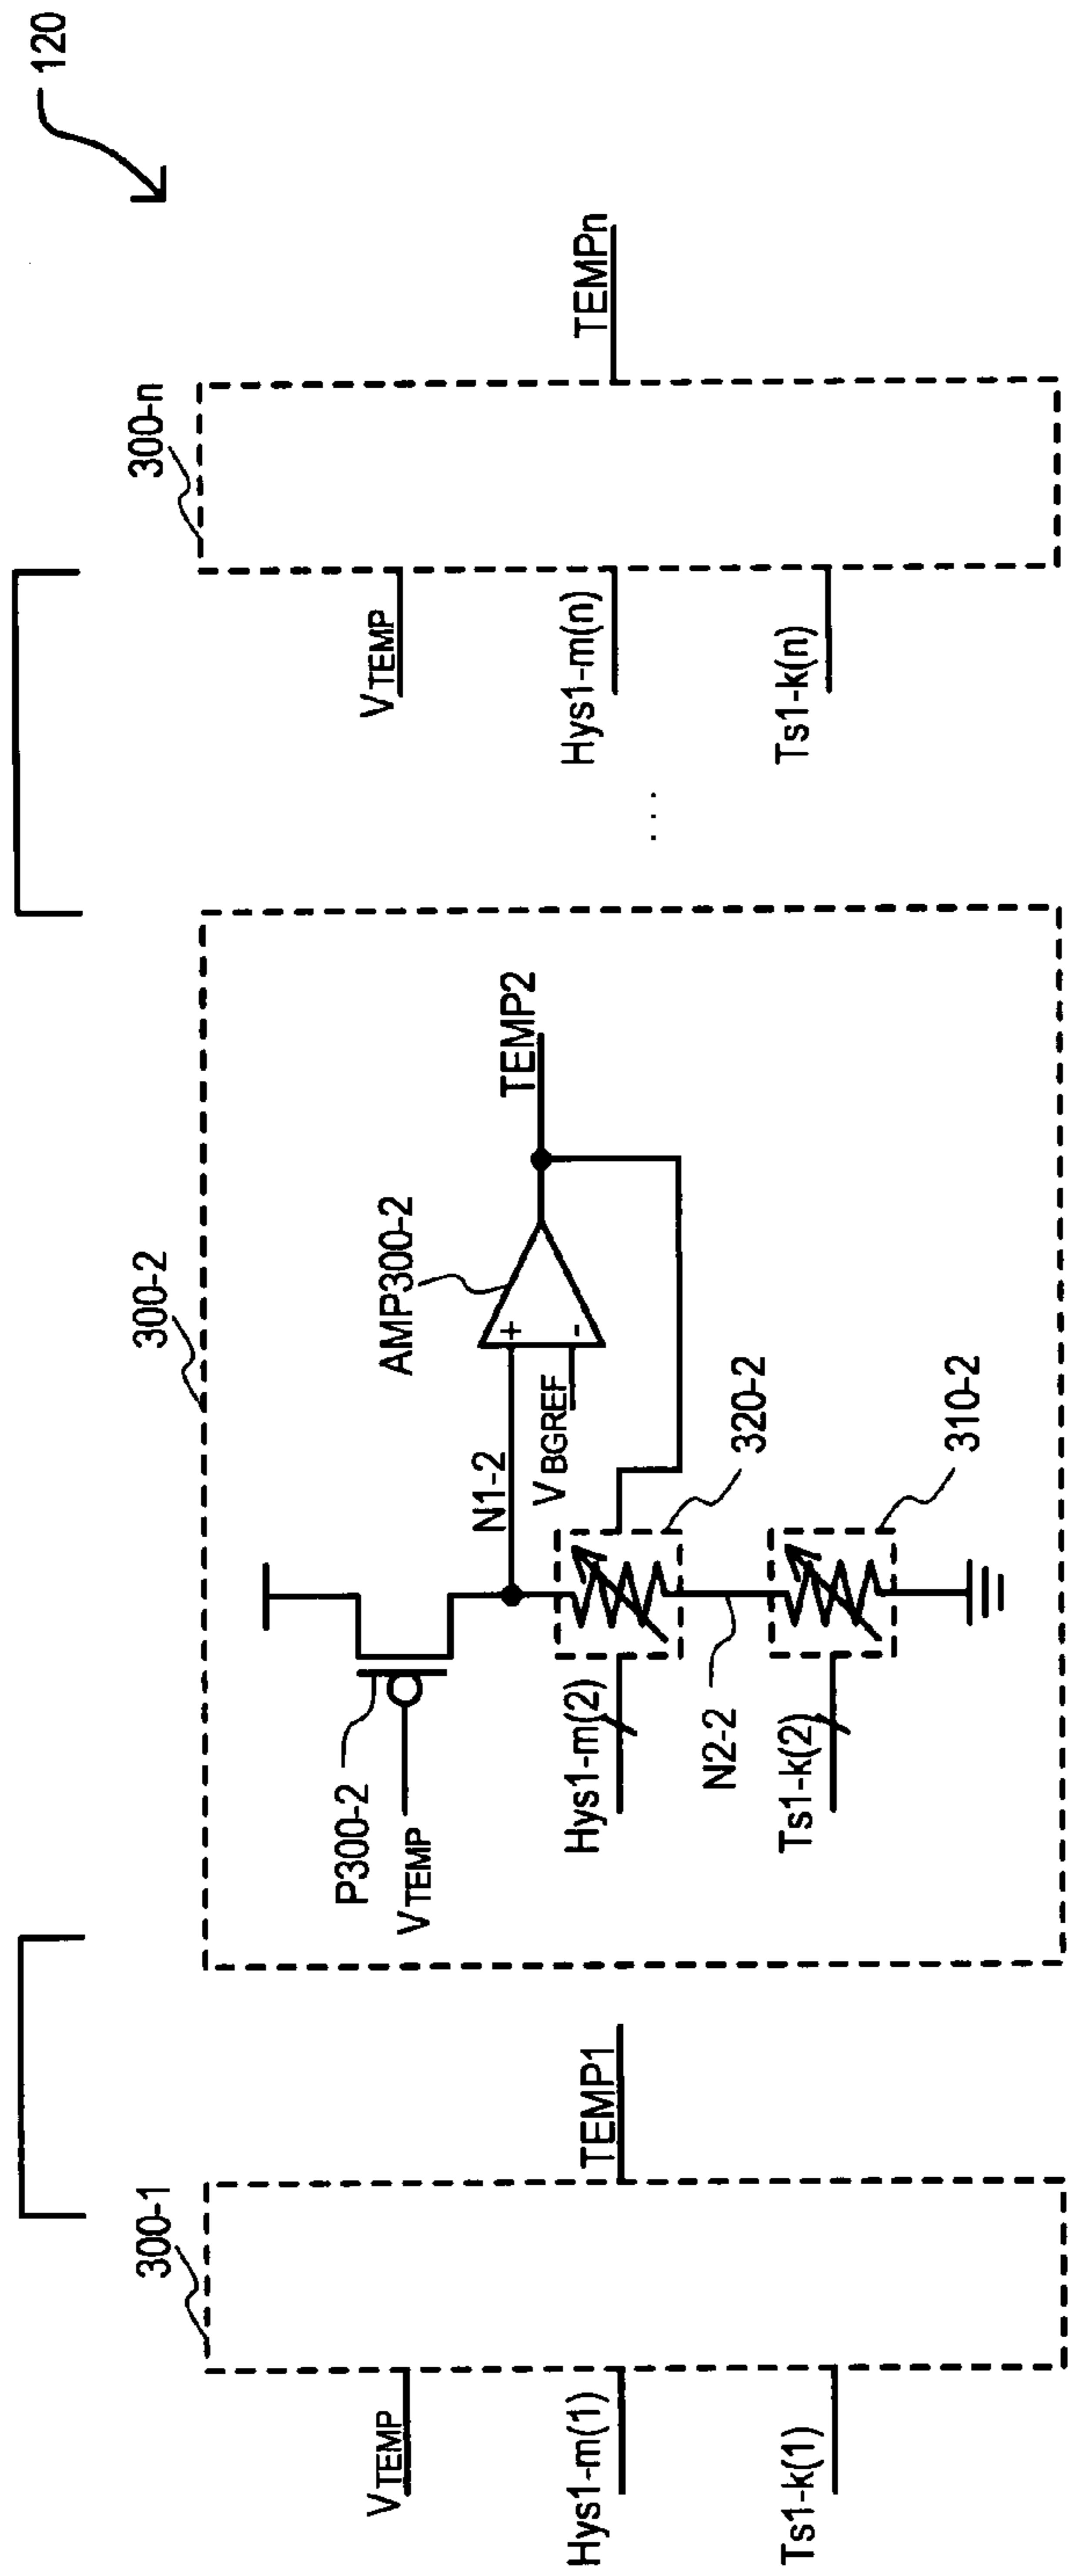 120
300-1
VTEMP
Hys1-m(1)
Ts1-k(1)
TEMP1
300-2
P300-2
VTEMP
N1-2
AMP300-2
+
-
VBGREF
TEMP2
Hys1-m(2)
320-2
N2-2
Ts1-k(2)
310-2
. . .
300-n
VTEMP
Hys1-m(n)
Ts1-k(n)
TEMPn